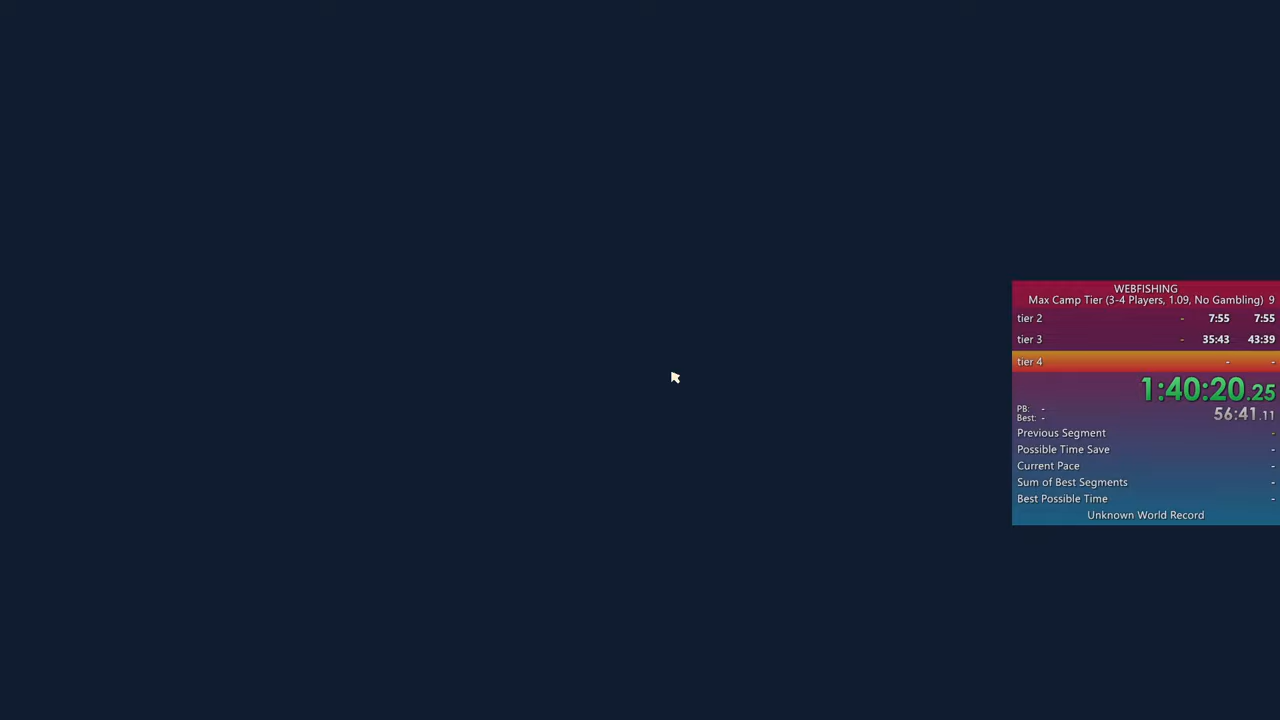 WEBFISHING
Max Camp Tier (3-4 Players, 1.09, No Gambling) 9
tier 2 - 7:55 7:55
tier 3 - 35:43 43:39
tier 4 - -
1:40:20.25
PB: -
Best: -
56:41.11
Previous Segment -
Possible Time Save -
Current Pace -
Sum of Best Segments -
Best Possible Time -
Unknown World Record